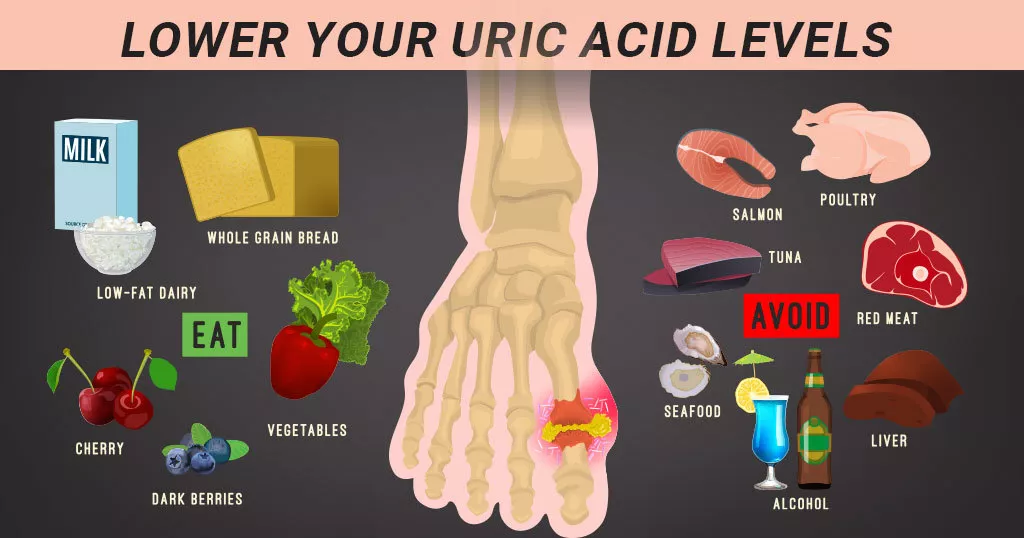 LOWER YOUR URIC ACID LEVELS
MILK
LOW-FAT DAIRY
WHOLE GRAIN BREAD
EAT
CHERRY
DARK BERRIES
VEGETABLES
SALMON
POULTRY
TUNA
RED MEAT
AVOID
SEAFOOD
ALCOHOL
LIVER